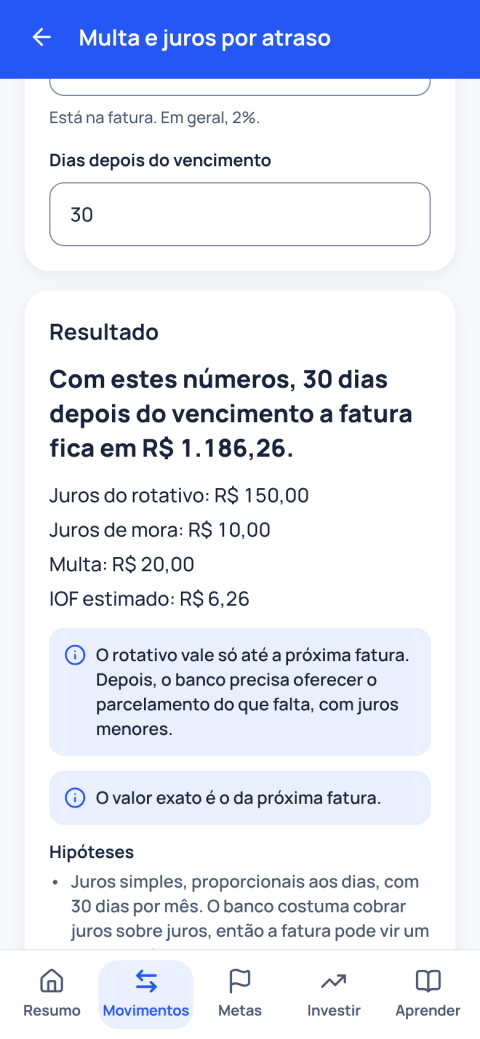 Multa e juros por atraso
Está na fatura. Em geral, 2%.
Dias depois do vencimento
30
Resultado
Com estes números, 30 dias
depois do vencimento a fatura
fica em R$ 1.186,26.
Juros do rotativo: R$ 150,00
Juros de mora: R$ 10,00
Multa: R$ 20,00
IOF estimado: R$ 6,26
O rotativo vale só até a próxima fatura.
Depois, o banco precisa oferecer o
parcelamento do que falta, com juros
menores.
O valor exato é o da próxima fatura.
Hipóteses
• Juros simples, proporcionais aos dias, com
30 dias por mês. O banco costuma cobrar
juros sobre juros, então a fatura pode vir um
Resumo
Movimentos
Metas
Investir
Aprender